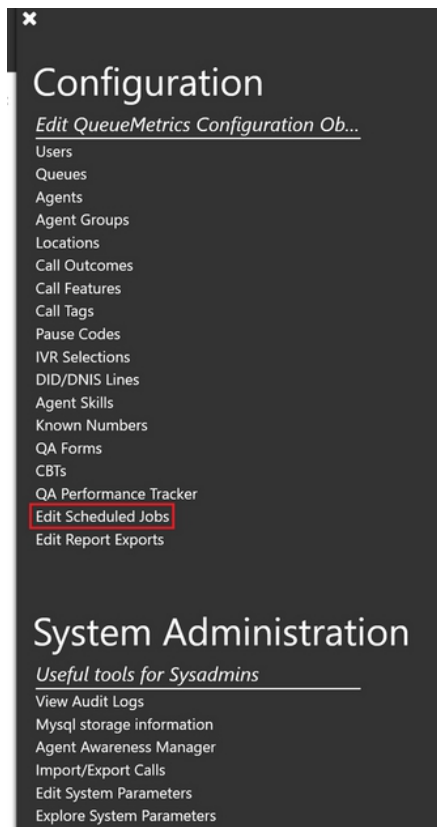 Configuration
Edit QueueMetrics Configuration Ob...
Users
Queues
Agents
Agent Groups
Locations
Call Outcomes
Call Features
Call Tags
Pause Codes
IVR Selections
DID/DNIS Lines
Agent Skills
Known Numbers
QA Forms
CBTs
QA Performance Tracker
Edit Scheduled Jobs
Edit Report Exports
System Administration
Useful tools for Sysadmins
View Audit Logs
Mysql storage information
Agent Awareness Manager
Import/Export Calls
Edit System Parameters
Explore System Parameters